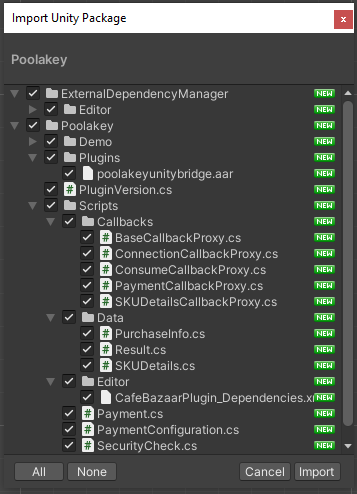 Import Unity Package
x
Poolakey
ExternalDependencyManager NEW
Editor NEW
Poolakey NEW
Demo NEW
Plugins NEW
poolakeyunitybridge.aar NEW
# PluginVersion.cs NEW
Scripts NEW
Callbacks NEW
# BaseCallbackProxy.cs NEW
# ConnectionCallbackProxy.cs NEW
# ConsumeCallbackProxy.cs NEW
# PaymentCallbackProxy.cs NEW
# SKUDetailsCallbackProxy.cs NEW
Data NEW
# PurchaseInfo.cs NEW
# Result.cs NEW
# SKUDetails.cs NEW
Editor NEW
CafeBazaarPlugin_Dependencies.x NEW
# Payment.cs NEW
# PaymentConfiguration.cs NEW
# SecurityCheck.cs NEW
All None Cancel Import